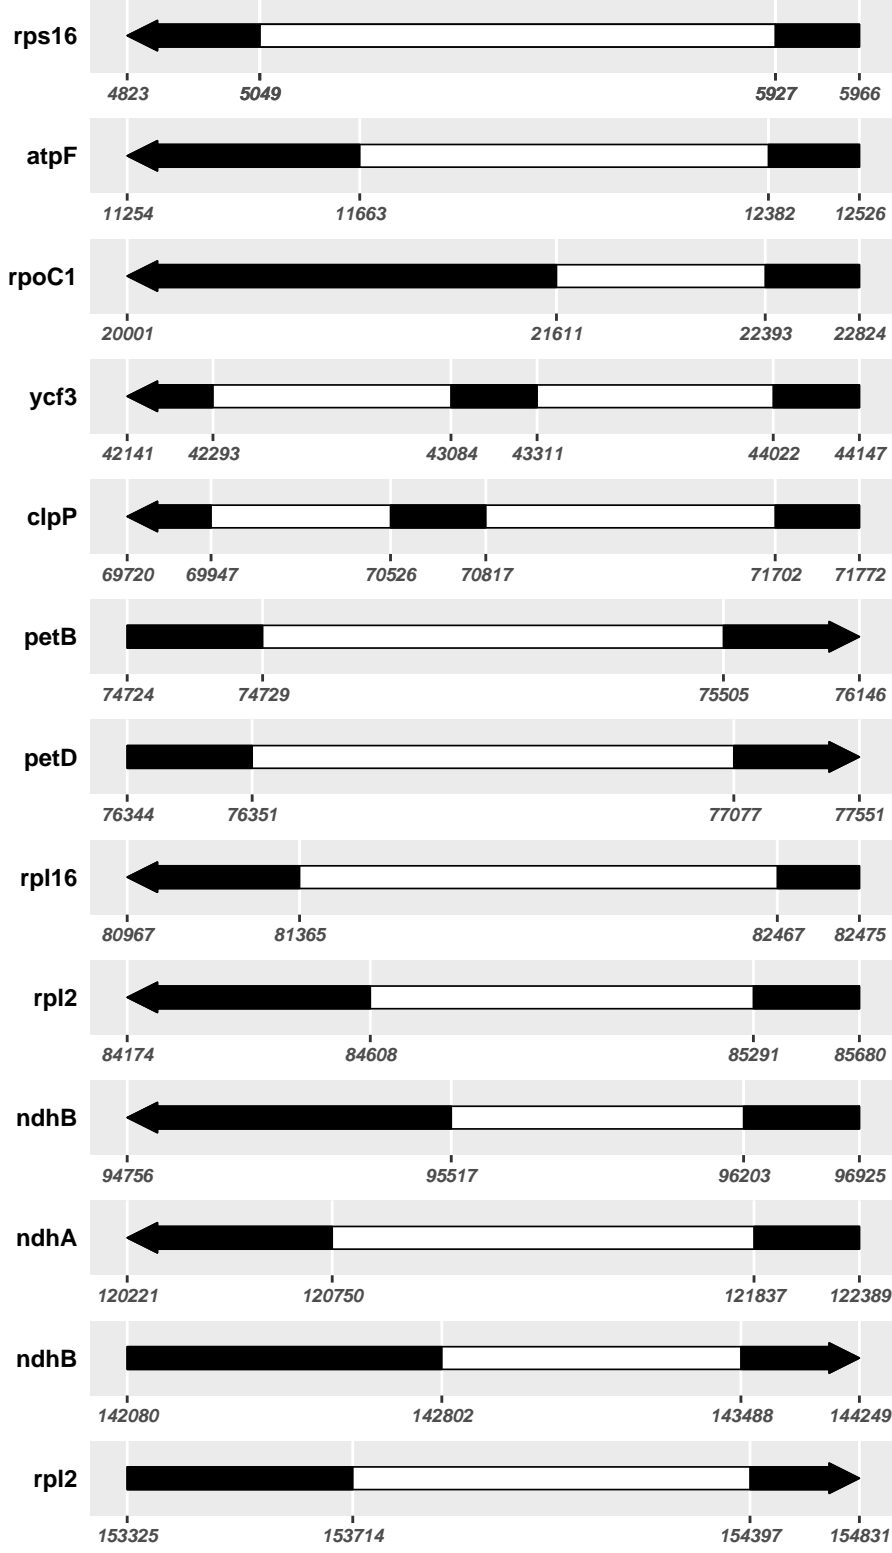 rps16
4823 5049 5927 5966
atpF
11254 11663 12382 12526
rpoC1
20001 21611 22393 22824
ycf3
42141 42293 43084 43311 44022 44147
clpP
69720 69947 70526 70817 71702 71772
petB
74724 74729 75505 76146
petD
76344 76351 77077 77551
rpl16
80967 81365 82467 82475
rpl2
84174 84608 85291 85680
ndhB
94756 95517 96203 96925
ndhA
120221 120750 121837 122389
ndhB
142080 142802 143488 144249
rpl2
153325 153714 154397 154831